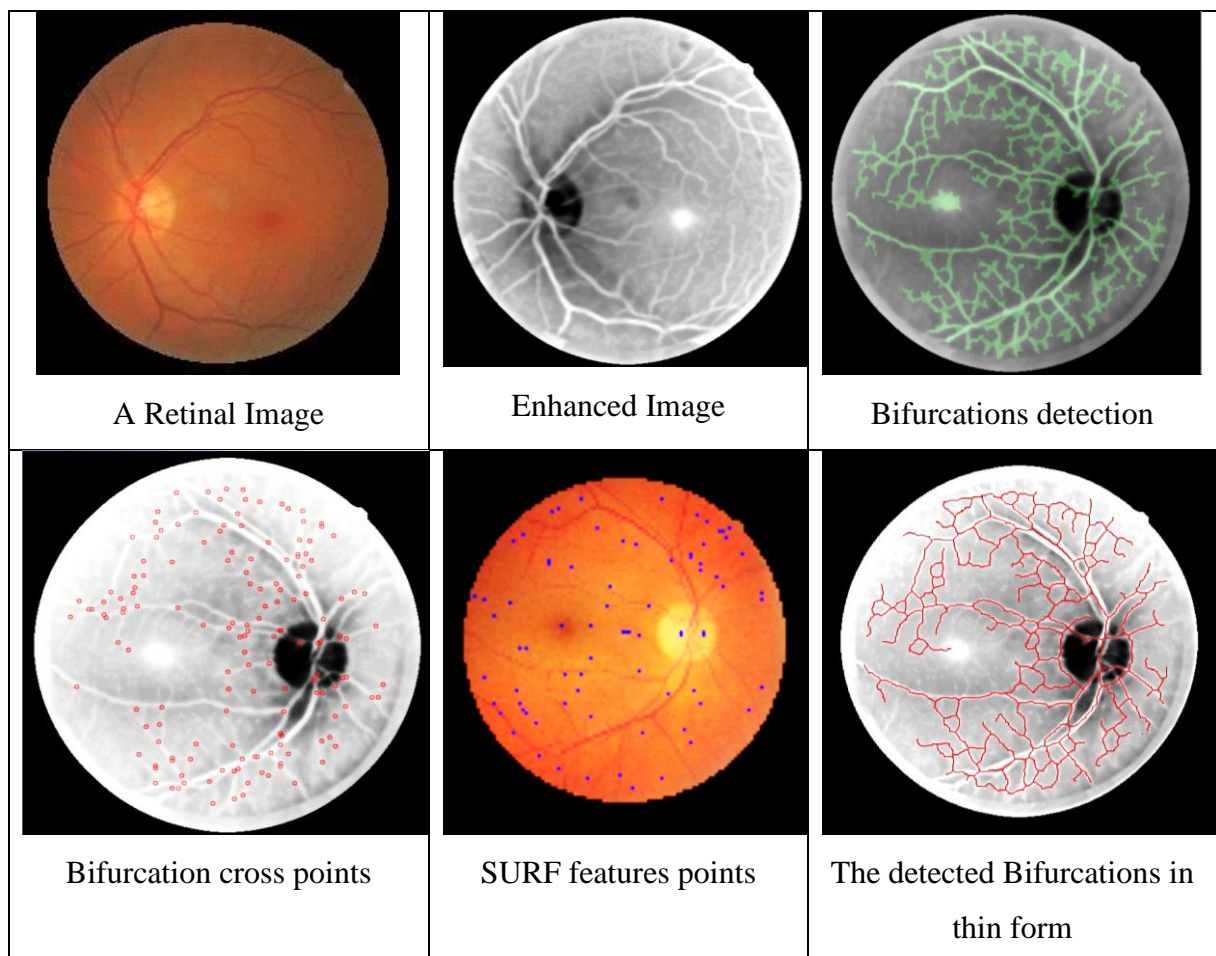 A Retinal Image
Enhanced Image
Bifurcations detection
Bifurcation cross points
SURF features points
The detected Bifurcations in
thin form